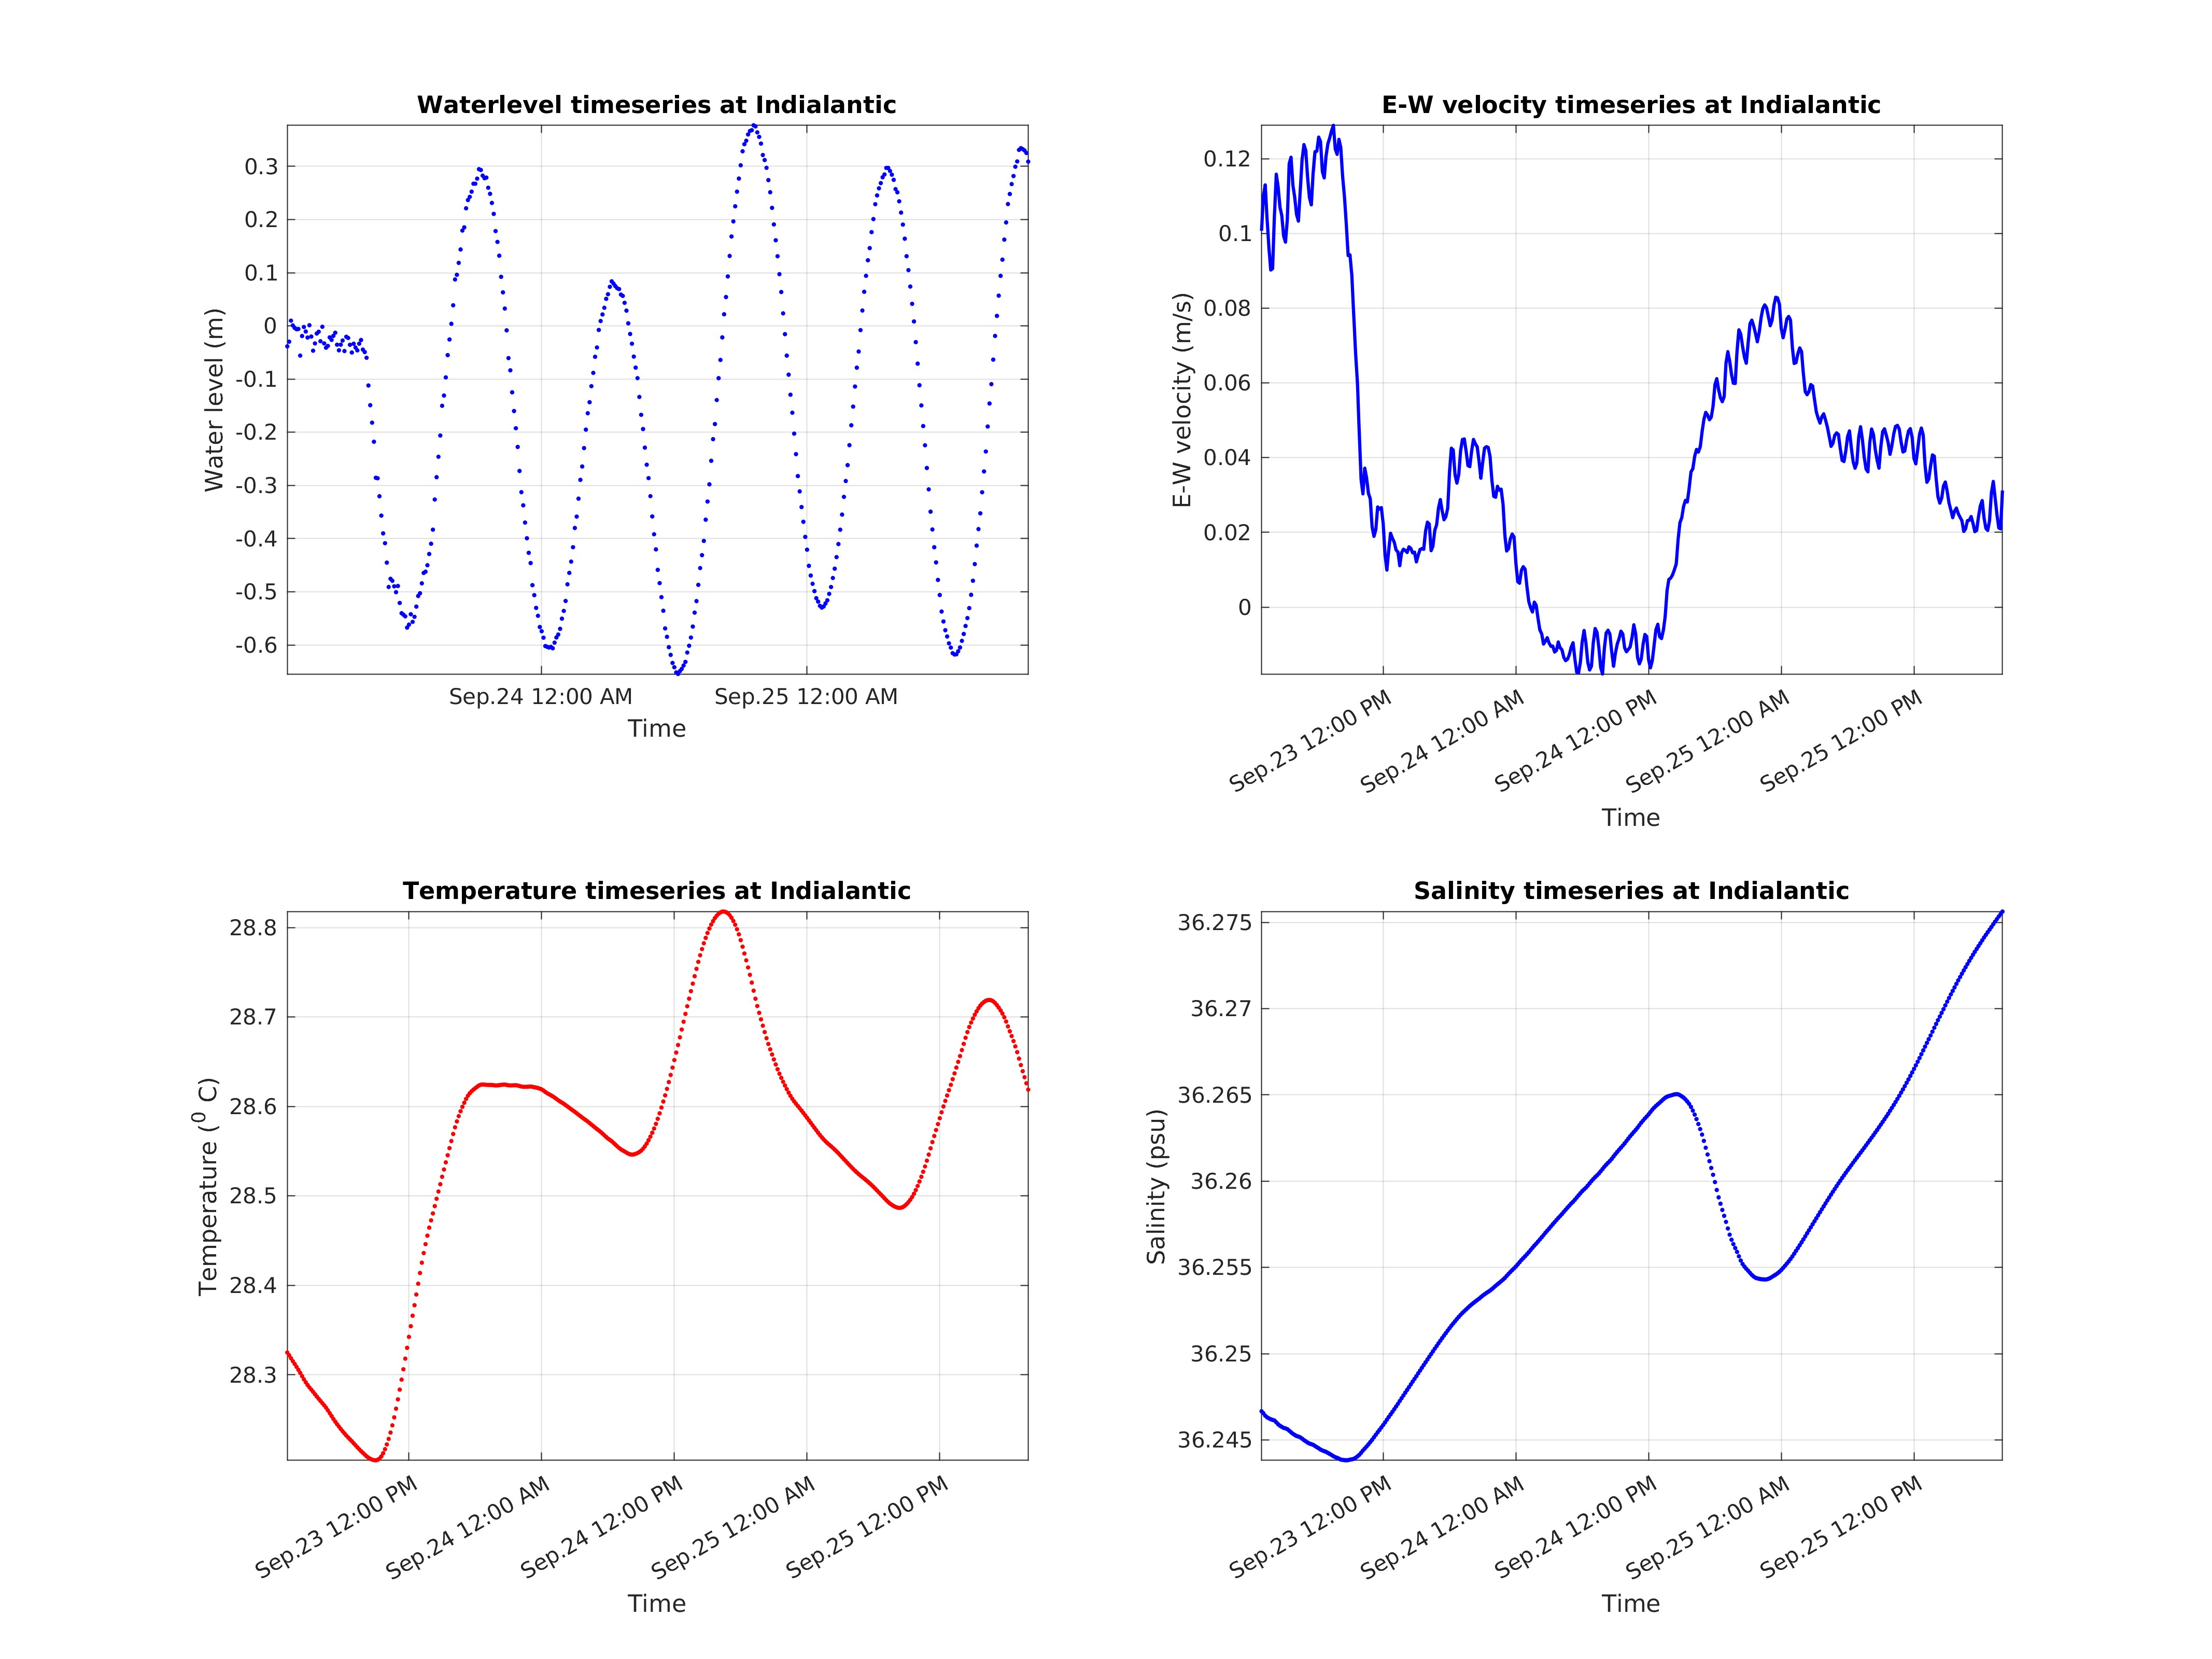 Waterlevel timeseries at Indialantic
0.3
0.2
0.1
0
-0.1
-0.2
-0.3
-0.4
-0.5
-0.6
Water level (m)
Sep.24 12:00 AM
Sep.25 12:00 AM
Time
E-W velocity timeseries at Indialantic
0.12
0.1
0.08
0.06
0.04
0.02
0
E-W velocity (m/s)
Sep.23 12:00 PM
Sep.24 12:00 AM
Sep.24 12:00 PM
Sep.25 12:00 AM
Sep.25 12:00 PM
Time
Temperature timeseries at Indialantic
28.8
28.7
28.6
28.5
28.4
28.3
Temperature (⁰ C)
Sep.23 12:00 PM
Sep.24 12:00 AM
Sep.24 12:00 PM
Sep.25 12:00 AM
Sep.25 12:00 PM
Time
Salinity timeseries at Indialantic
36.275
36.27
36.265
36.26
36.255
36.25
36.245
Salinity (psu)
Sep.23 12:00 PM
Sep.24 12:00 AM
Sep.24 12:00 PM
Sep.25 12:00 AM
Sep.25 12:00 PM
Time